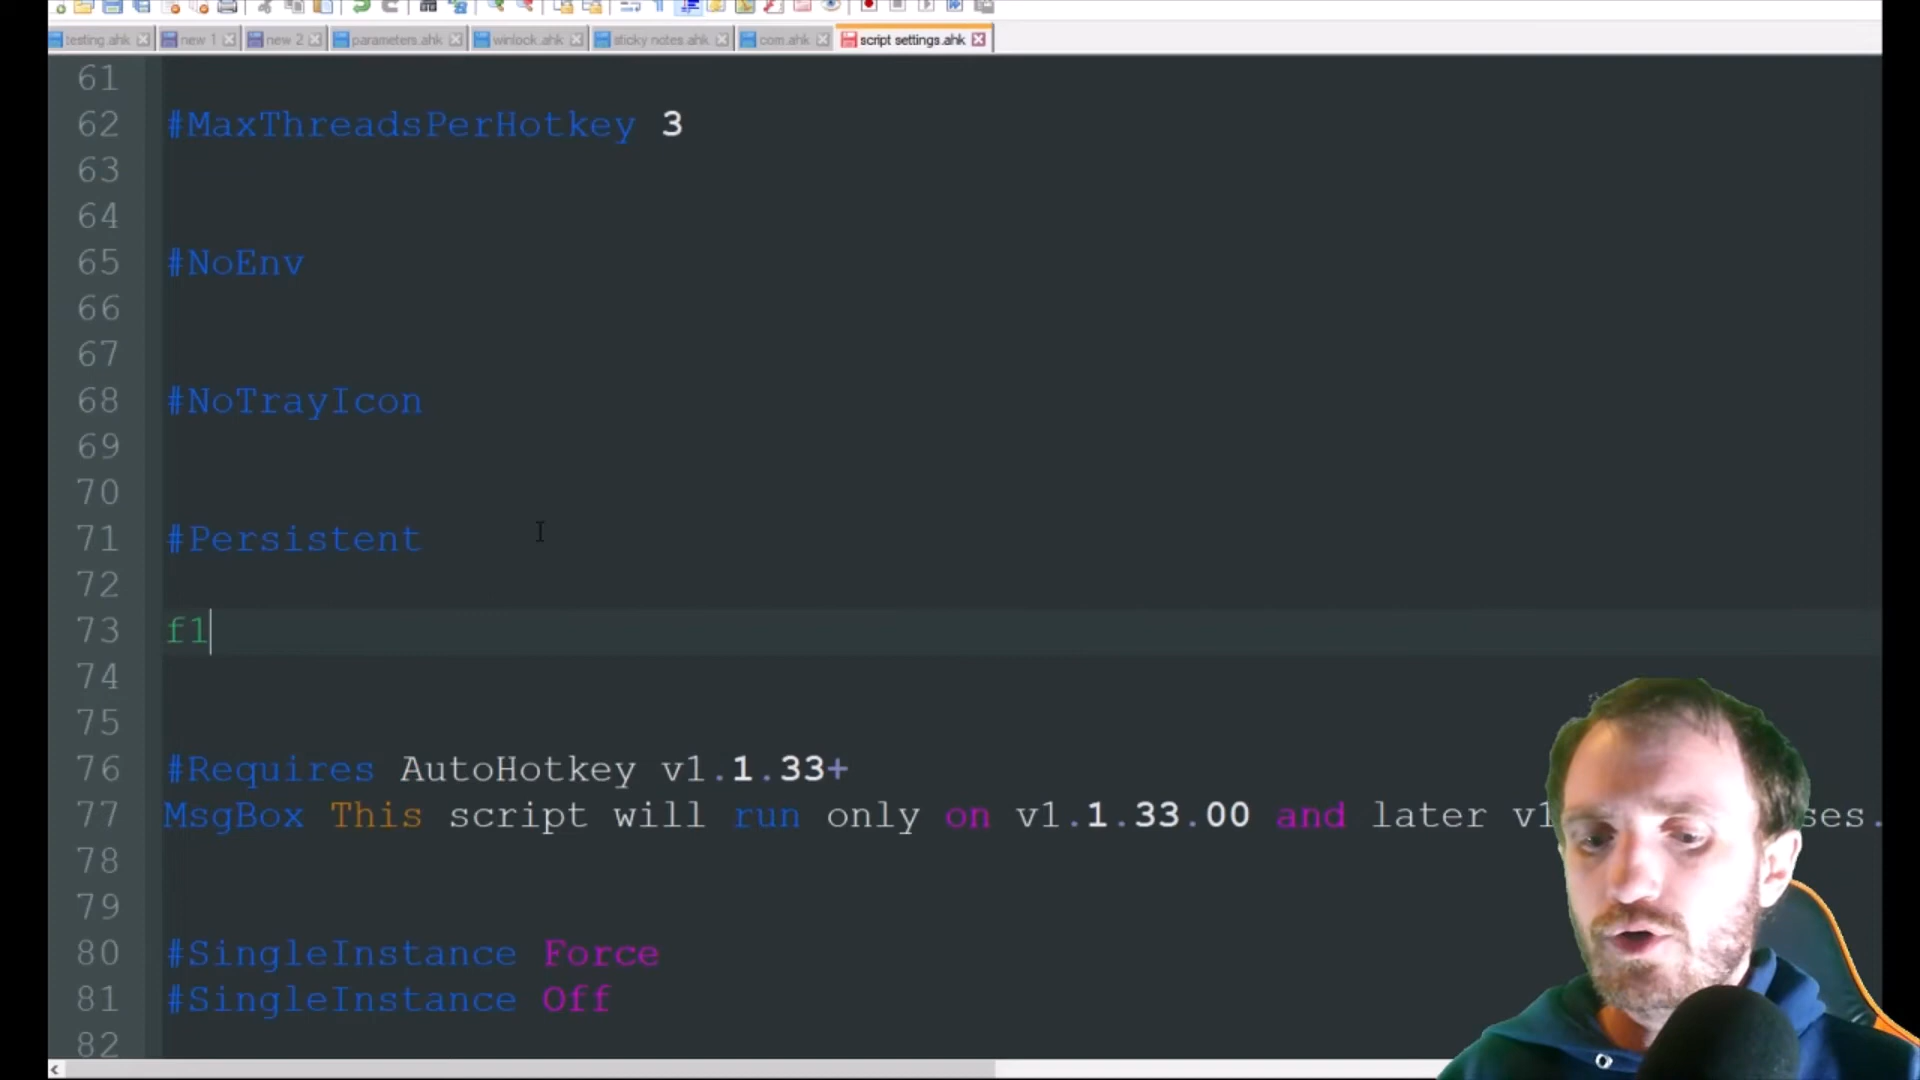 testing.ahk new 1 new 2 parameters.ahk winlock.ahk sticky notes.ahk com.ahk script settings.ahk
61
62 #MaxThreadsPerHotkey 3
63
64
65 #NoEnv
66
67
68 #NoTrayIcon
69
70
71 #Persistent
72
73 f1
74
75
76 #Requires AutoHotkey v1.1.33+
77 MsgBox This script will run only on v1.1.33.00 and later v1 ses.
78
79
80 #SingleInstance Force
81 #SingleInstance Off
82